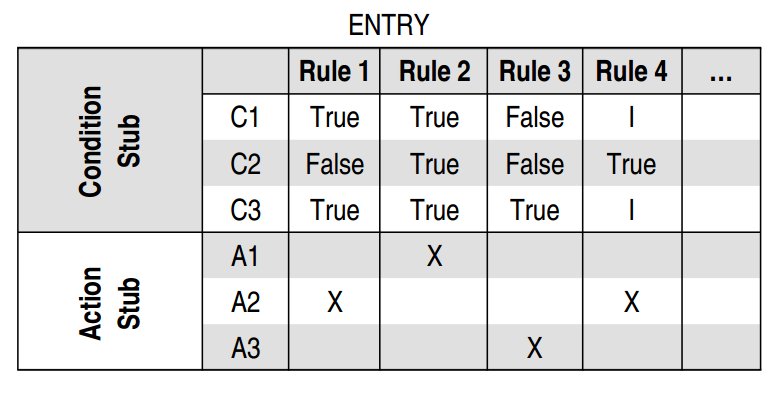 ENTRY
Condition Stub
Rule 1 Rule 2 Rule 3 Rule 4 ...
C1 True True False I
C2 False True False True
C3 True True True I
Action Stub
A1 X
A2 X X
A3 X